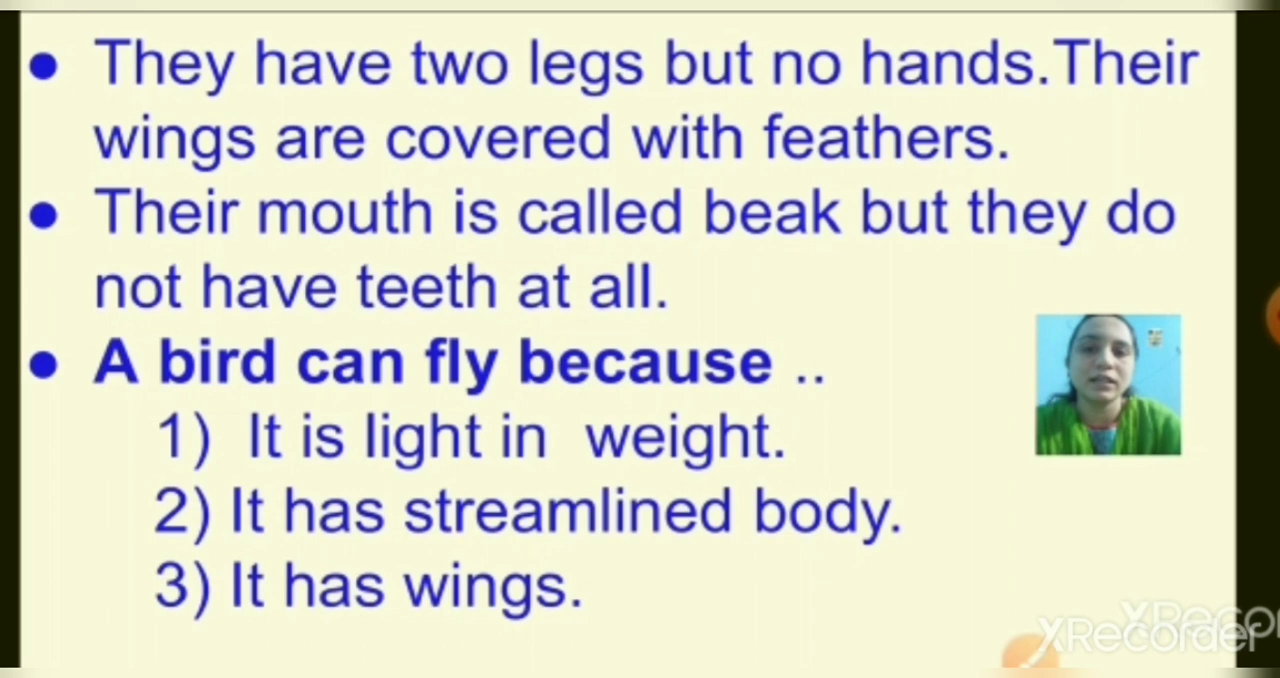 • They have two legs but no hands.Their
wings are covered with feathers.
• Their mouth is called beak but they do
not have teeth at all.
• A bird can fly because ..
1) It is light in weight.
2) It has streamlined body.
3) It has wings.
XRecor
XRecorder